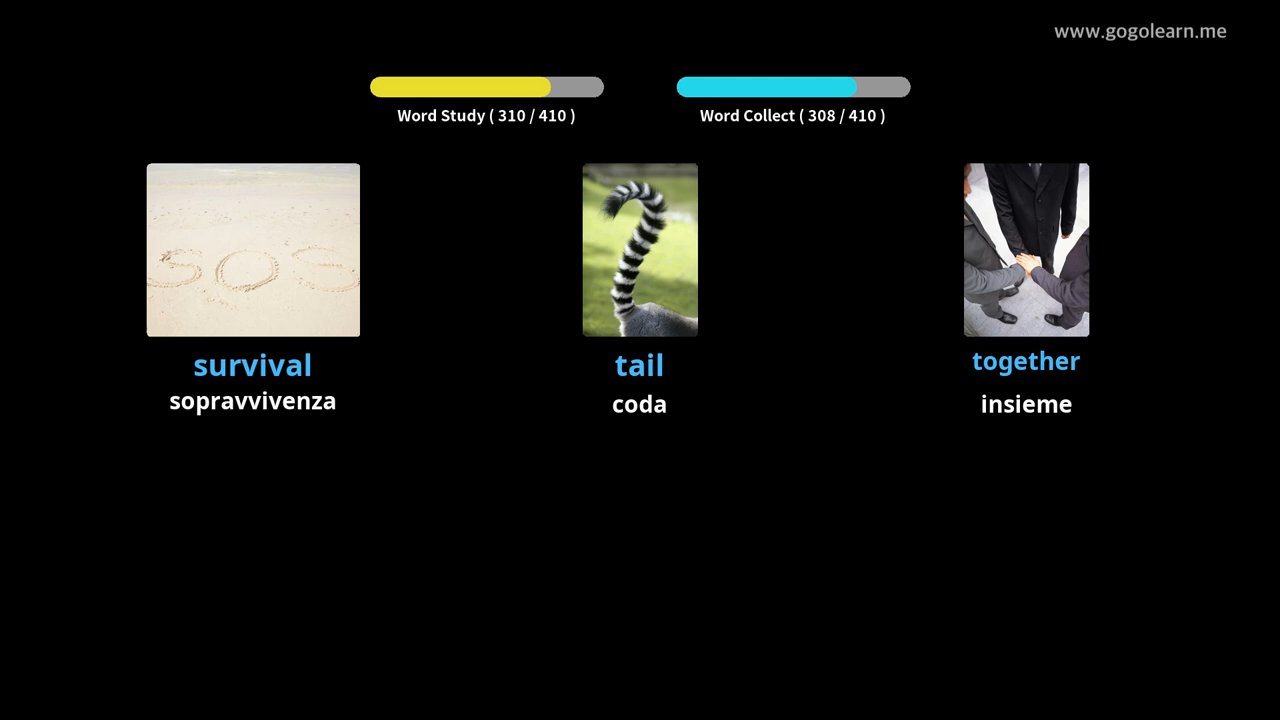 www.gogolearn.me
Word Study ( 310 / 410 )
Word Collect ( 308 / 410 )
SOS
survival
sopravvivenza
tail
coda
together
insieme